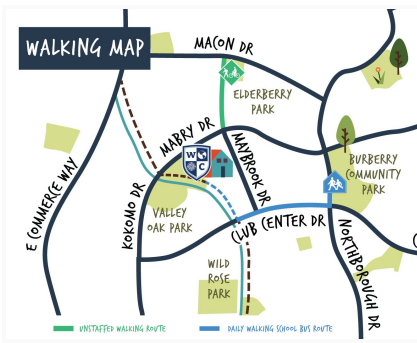 WALKING MAP
MACON DR
ELDERBERRY
PARK
MABRY DR
MAYBROOK DR
BURBERRY
COMMUNITY
PARK
W
C
E COMMERCE WAY
KOKOMO DR
VALLEY
OAK PARK
CLUB CENTER DR
NORTHBOROUGH DR
WILD
ROSE
PARK
UNSTAFFED WALKING ROUTE
DAILY WALKING SCHOOL BUS ROUTE